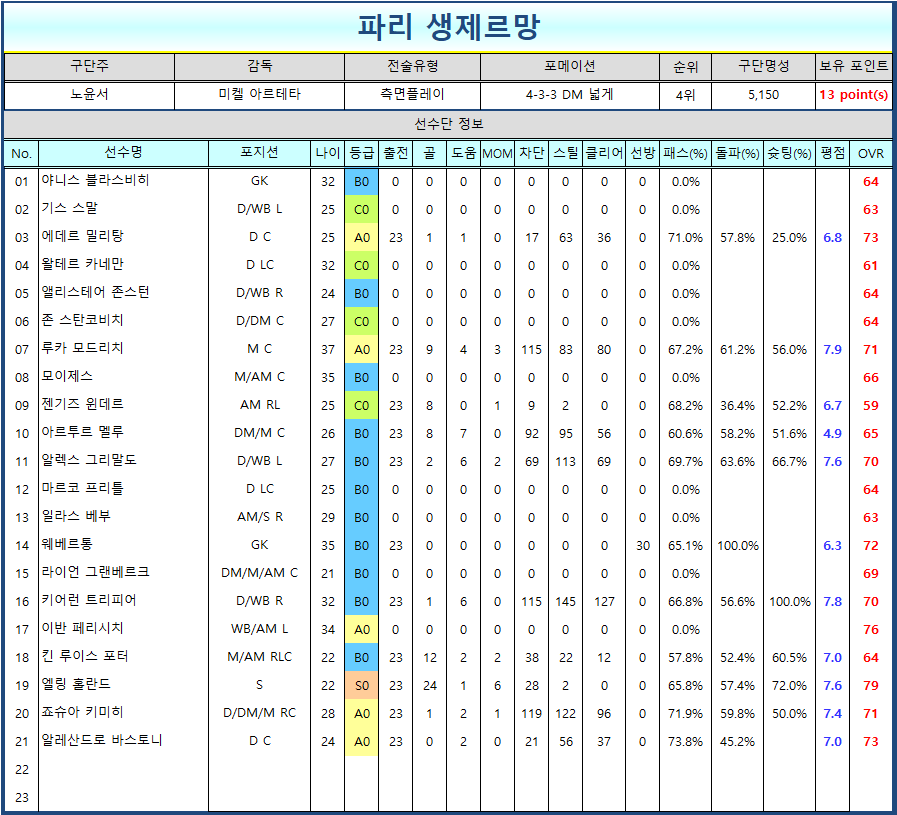 파리 생제르망
구단주 감독 전술유형 포메이션 순위 구단명성 보유 포인트
노윤서 미켈 아르테타 측면플레이 4-3-3 DM 넓게 4위 5,150 13 point(s)
선수단 정보
No. 선수명 포지션 나이 등급 출전 골 도움 MOM 차단 스틸 클리어 선방 패스(%) 돌파(%) 슛팅(%) 평점 OVR
01 야니스 블라스비히 GK 32 B0 0 0 0 0 0 0 0 0 0.0% 64
02 기스 스말 D/WB L 25 C0 0 0 0 0 0 0 0 0 0.0% 63
03 에데르 밀리탕 D C 25 A0 23 1 1 0 17 63 36 0 71.0% 57.8% 25.0% 6.8 73
04 왈테르 카네만 D LC 32 C0 0 0 0 0 0 0 0 0 0.0% 61
05 앨리스테어 존스턴 D/WB R 24 B0 0 0 0 0 0 0 0 0 0.0% 64
06 존 스탄코비치 D/DM C 27 C0 0 0 0 0 0 0 0 0 0.0% 64
07 루카 모드리치 M C 37 A0 23 9 4 3 115 83 80 0 67.2% 61.2% 56.0% 7.9 71
08 모이제스 M/AM C 35 B0 0 0 0 0 0 0 0 0 0.0% 66
09 젠기즈 윈데르 AM RL 25 C0 23 8 0 1 9 2 0 0 68.2% 36.4% 52.2% 6.7 59
10 아르투르 멜루 DM/M C 26 B0 23 8 7 0 92 95 56 0 60.6% 58.2% 51.6% 4.9 65
11 알렉스 그리말도 D/WB L 27 B0 23 2 6 2 69 113 69 0 69.7% 63.6% 66.7% 7.6 70
12 마르코 프리틀 D LC 25 B0 0 0 0 0 0 0 0 0 0.0% 64
13 일라스 베부 AM/S R 29 B0 0 0 0 0 0 0 0 0 0.0% 63
14 웨베르통 GK 35 B0 23 0 0 0 0 0 0 30 65.1% 100.0% 6.3 72
15 라이언 그랜베르크 DM/M/AM C 21 B0 0 0 0 0 0 0 0 0 0.0% 69
16 키어런 트리피어 D/WB R 32 B0 23 1 6 0 115 145 127 0 66.8% 56.6% 100.0% 7.8 70
17 이반 페리시치 WB/AM L 34 A0 0 0 0 0 0 0 0 0 0.0% 76
18 킨 루이스 포터 M/AM RLC 22 B0 23 12 2 2 38 22 12 0 57.8% 52.4% 60.5% 7.0 64
19 엘링 홀란드 S 22 S0 23 24 1 6 28 2 0 0 65.8% 57.4% 72.0% 7.6 79
20 죠슈아 키미히 D/DM/M RC 28 A0 23 1 2 1 119 122 96 0 71.9% 59.8% 50.0% 7.4 71
21 알레산드로 바스토니 D C 24 A0 23 0 2 0 21 56 37 0 73.8% 45.2% 7.0 73
22
23